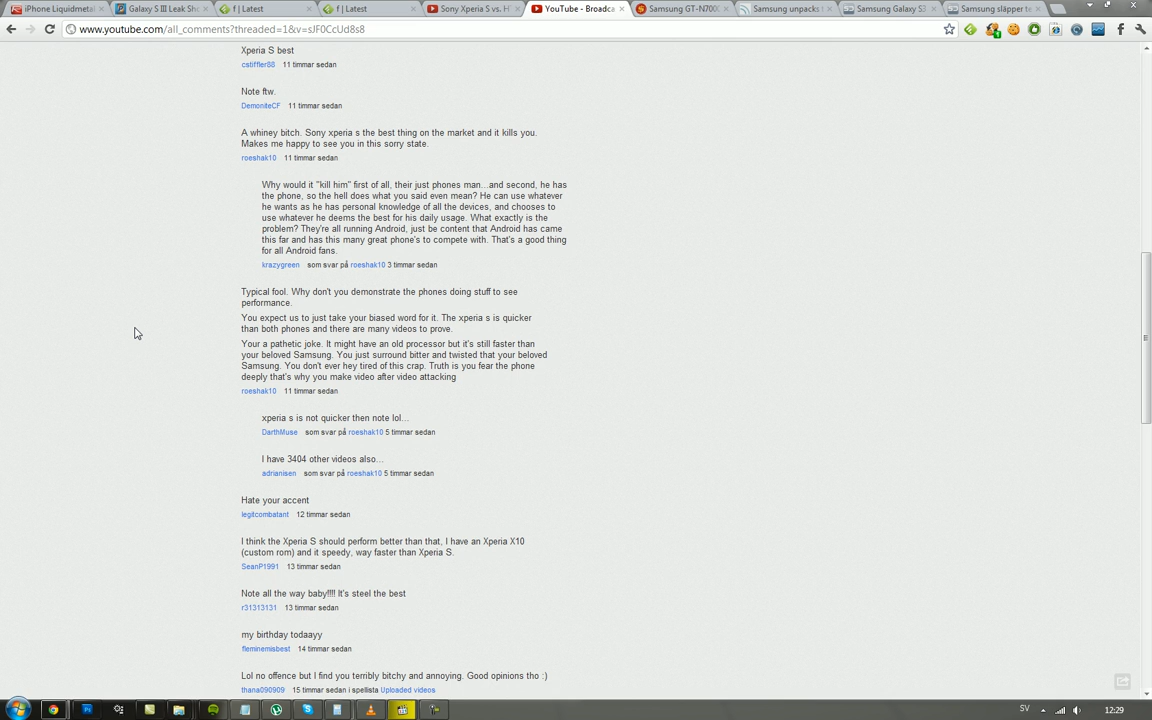 iPhone Liquidmetal
Galaxy S III Leak Sho
f | Latest
f | Latest
Sony Xperia S vs. H
YouTube - Broadca
Samsung GT-N700
Samsung unpacks
Samsung Galaxy S3
Samsung släpper te
www.youtube.com/all_comments?threaded=1&v=sJF0CcUd8s8
Xperia S best
cstiffler88 11 timmar sedan
Note ftw.
DemoniteCF 11 timmar sedan
A whiney bitch. Sony xperia s the best thing on the market and it kills you.
Makes me happy to see you in this sorry state.
roeshak10 11 timmar sedan
Why would it "kill him" first of all, their just phones man...and second, he has
the phone, so the hell does what you said even mean? He can use whatever
he wants as he has personal knowledge of all the devices, and chooses to
use whatever he deems the best for his daily usage. What exactly is the
problem? They're all running Android, just be content that Android has came
this far and has this many great phone's to compete with. That's a good thing
for all Android fans.
krazygreen som svar på roeshak10 3 timmar sedan
Typical fool. Why don't you demonstrate the phones doing stuff to see
performance.
You expect us to just take your biased word for it. The xperia s is quicker
than both phones and there are many videos to prove.
Your a pathetic joke. It might have an old processor but it's still faster than
your beloved Samsung. You just surround bitter and twisted that your beloved
Samsung. You don't ever hey tired of this crap. Truth is you fear the phone
deeply that's why you make video after video attacking
roeshak10 11 timmar sedan
xperia s is not quicker then note lol...
DarthMuse som svar på roeshak10 5 timmar sedan
I have 3404 other videos also...
adrianisen som svar på roeshak10 5 timmar sedan
Hate your accent
legitcombatant 12 timmar sedan
I think the Xperia S should perform better than that, I have an Xperia X10
(custom rom) and it speedy, way faster than Xperia S.
SeanP1991 13 timmar sedan
Note all the way baby!!!! It's steel the best
r31313131 13 timmar sedan
my birthday todaayy
fleminemisbest 14 timmar sedan
Lol no offence but I find you terribly bitchy and annoying. Good opinions tho :)
thana090909 15 timmar sedan i spellista Uploaded videos
SV 12:29